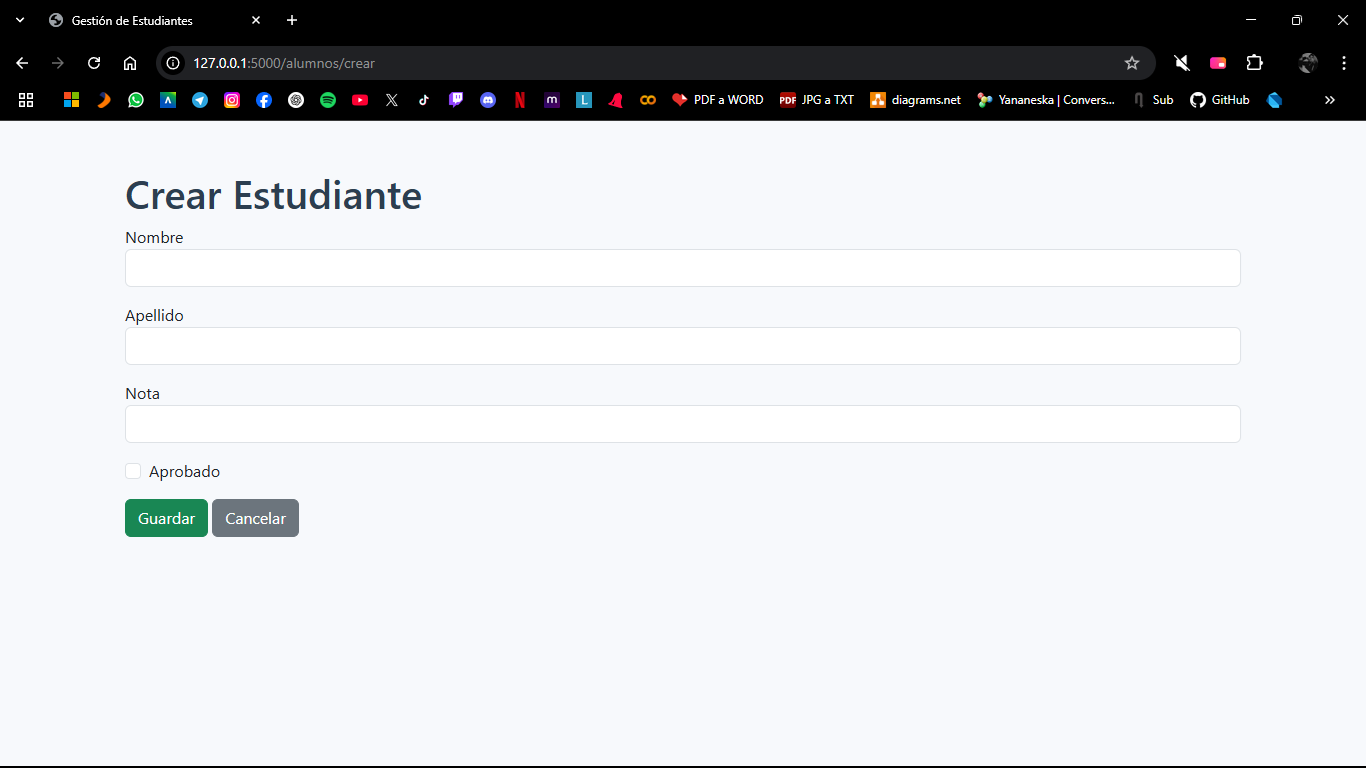 Gestión de Estudiantes
127.0.0.1:5000/alumnos/crear
PDF a WORD
PDF JPG a TXT
diagrams.net
Yananeska | Convers...
Sub
GitHub
Crear Estudiante
Nombre
Apellido
Nota
Aprobado
Guardar Cancelar